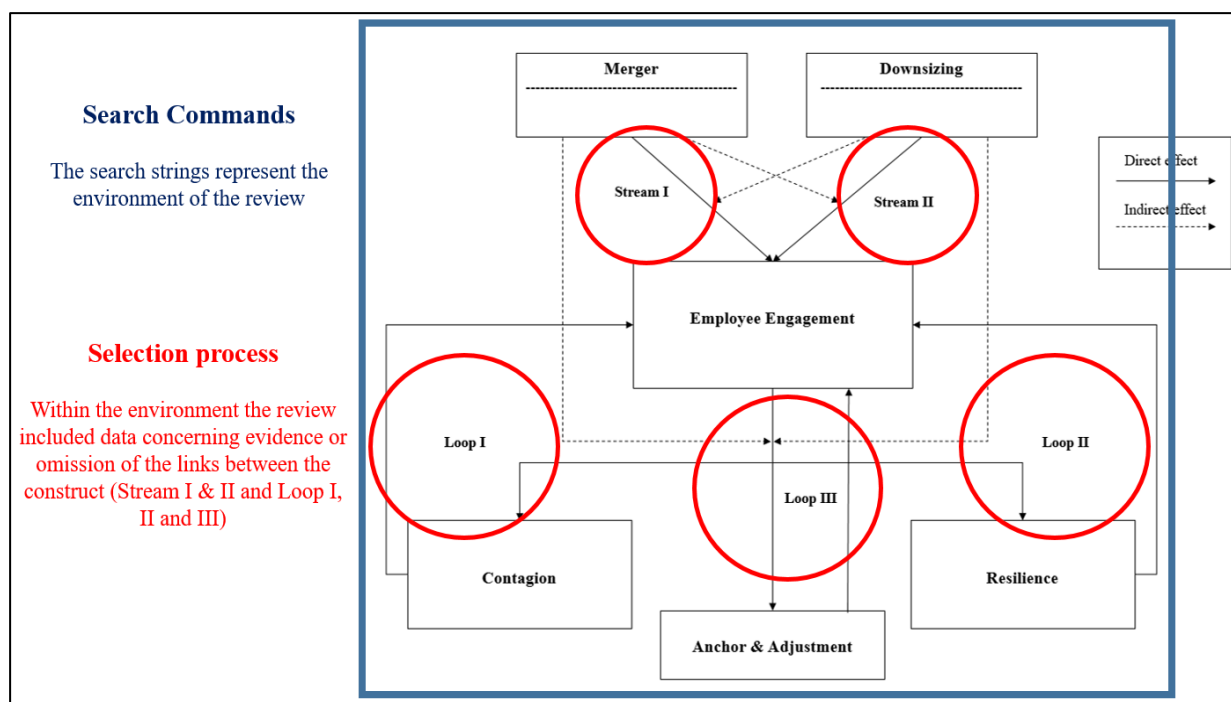 Search Commands
The search strings represent the
environment of the review
Selection process
Within the environment the review
included data concerning evidence or
omission of the links between the
construct (Stream I & II and Loop I,
II and III)
Merger
Downsizing
Stream I
Stream II
Direct effect
Indirect effect
Employee Engagement
Loop I
Loop II
Loop III
Contagion
Resilience
Anchor & Adjustment